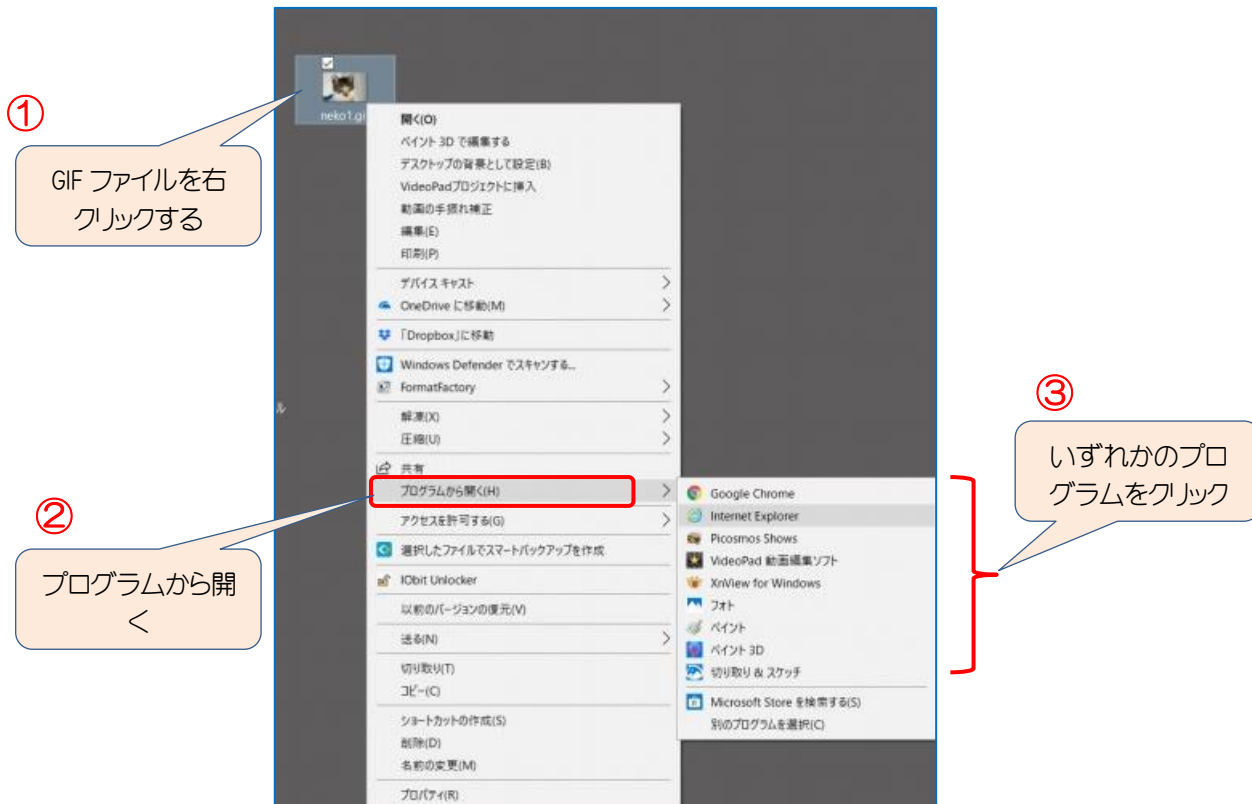 ①
GIF ファイルを右
クリックする
neko1.gi
開く(O)
ペイント 3D で編集する
デスクトップの背景として設定(B)
VideoPadプロジェクトに挿入
動画の手振れ補正
編集(E)
印刷(P)
デバイス キャスト
OneDrive に移動(M)
「Dropbox」に移動
Windows Defender でスキャンする...
FormatFactory
ル
解凍(X)
圧縮(U)
共有
②
プログラムから開
く
プログラムから開く(H)
アクセスを許可する(G)
選択したファイルでスマートバックアップを作成
IObit Unlocker
以前のバージョンの復元(V)
送る(N)
切り取り(T)
コピー(C)
ショートカットの作成(S)
削除(D)
名前の変更(M)
プロパティ(R)
Google Chrome
Internet Explorer
Picosmos Shows
VideoPad 動画編集ソフト
XnView for Windows
フォト
ペイント
ペイント 3D
切り取り & スケッチ
Microsoft Store を検索する(S)
別のプログラムを選択(C)
③
いずれかのプロ
グラムをクリック